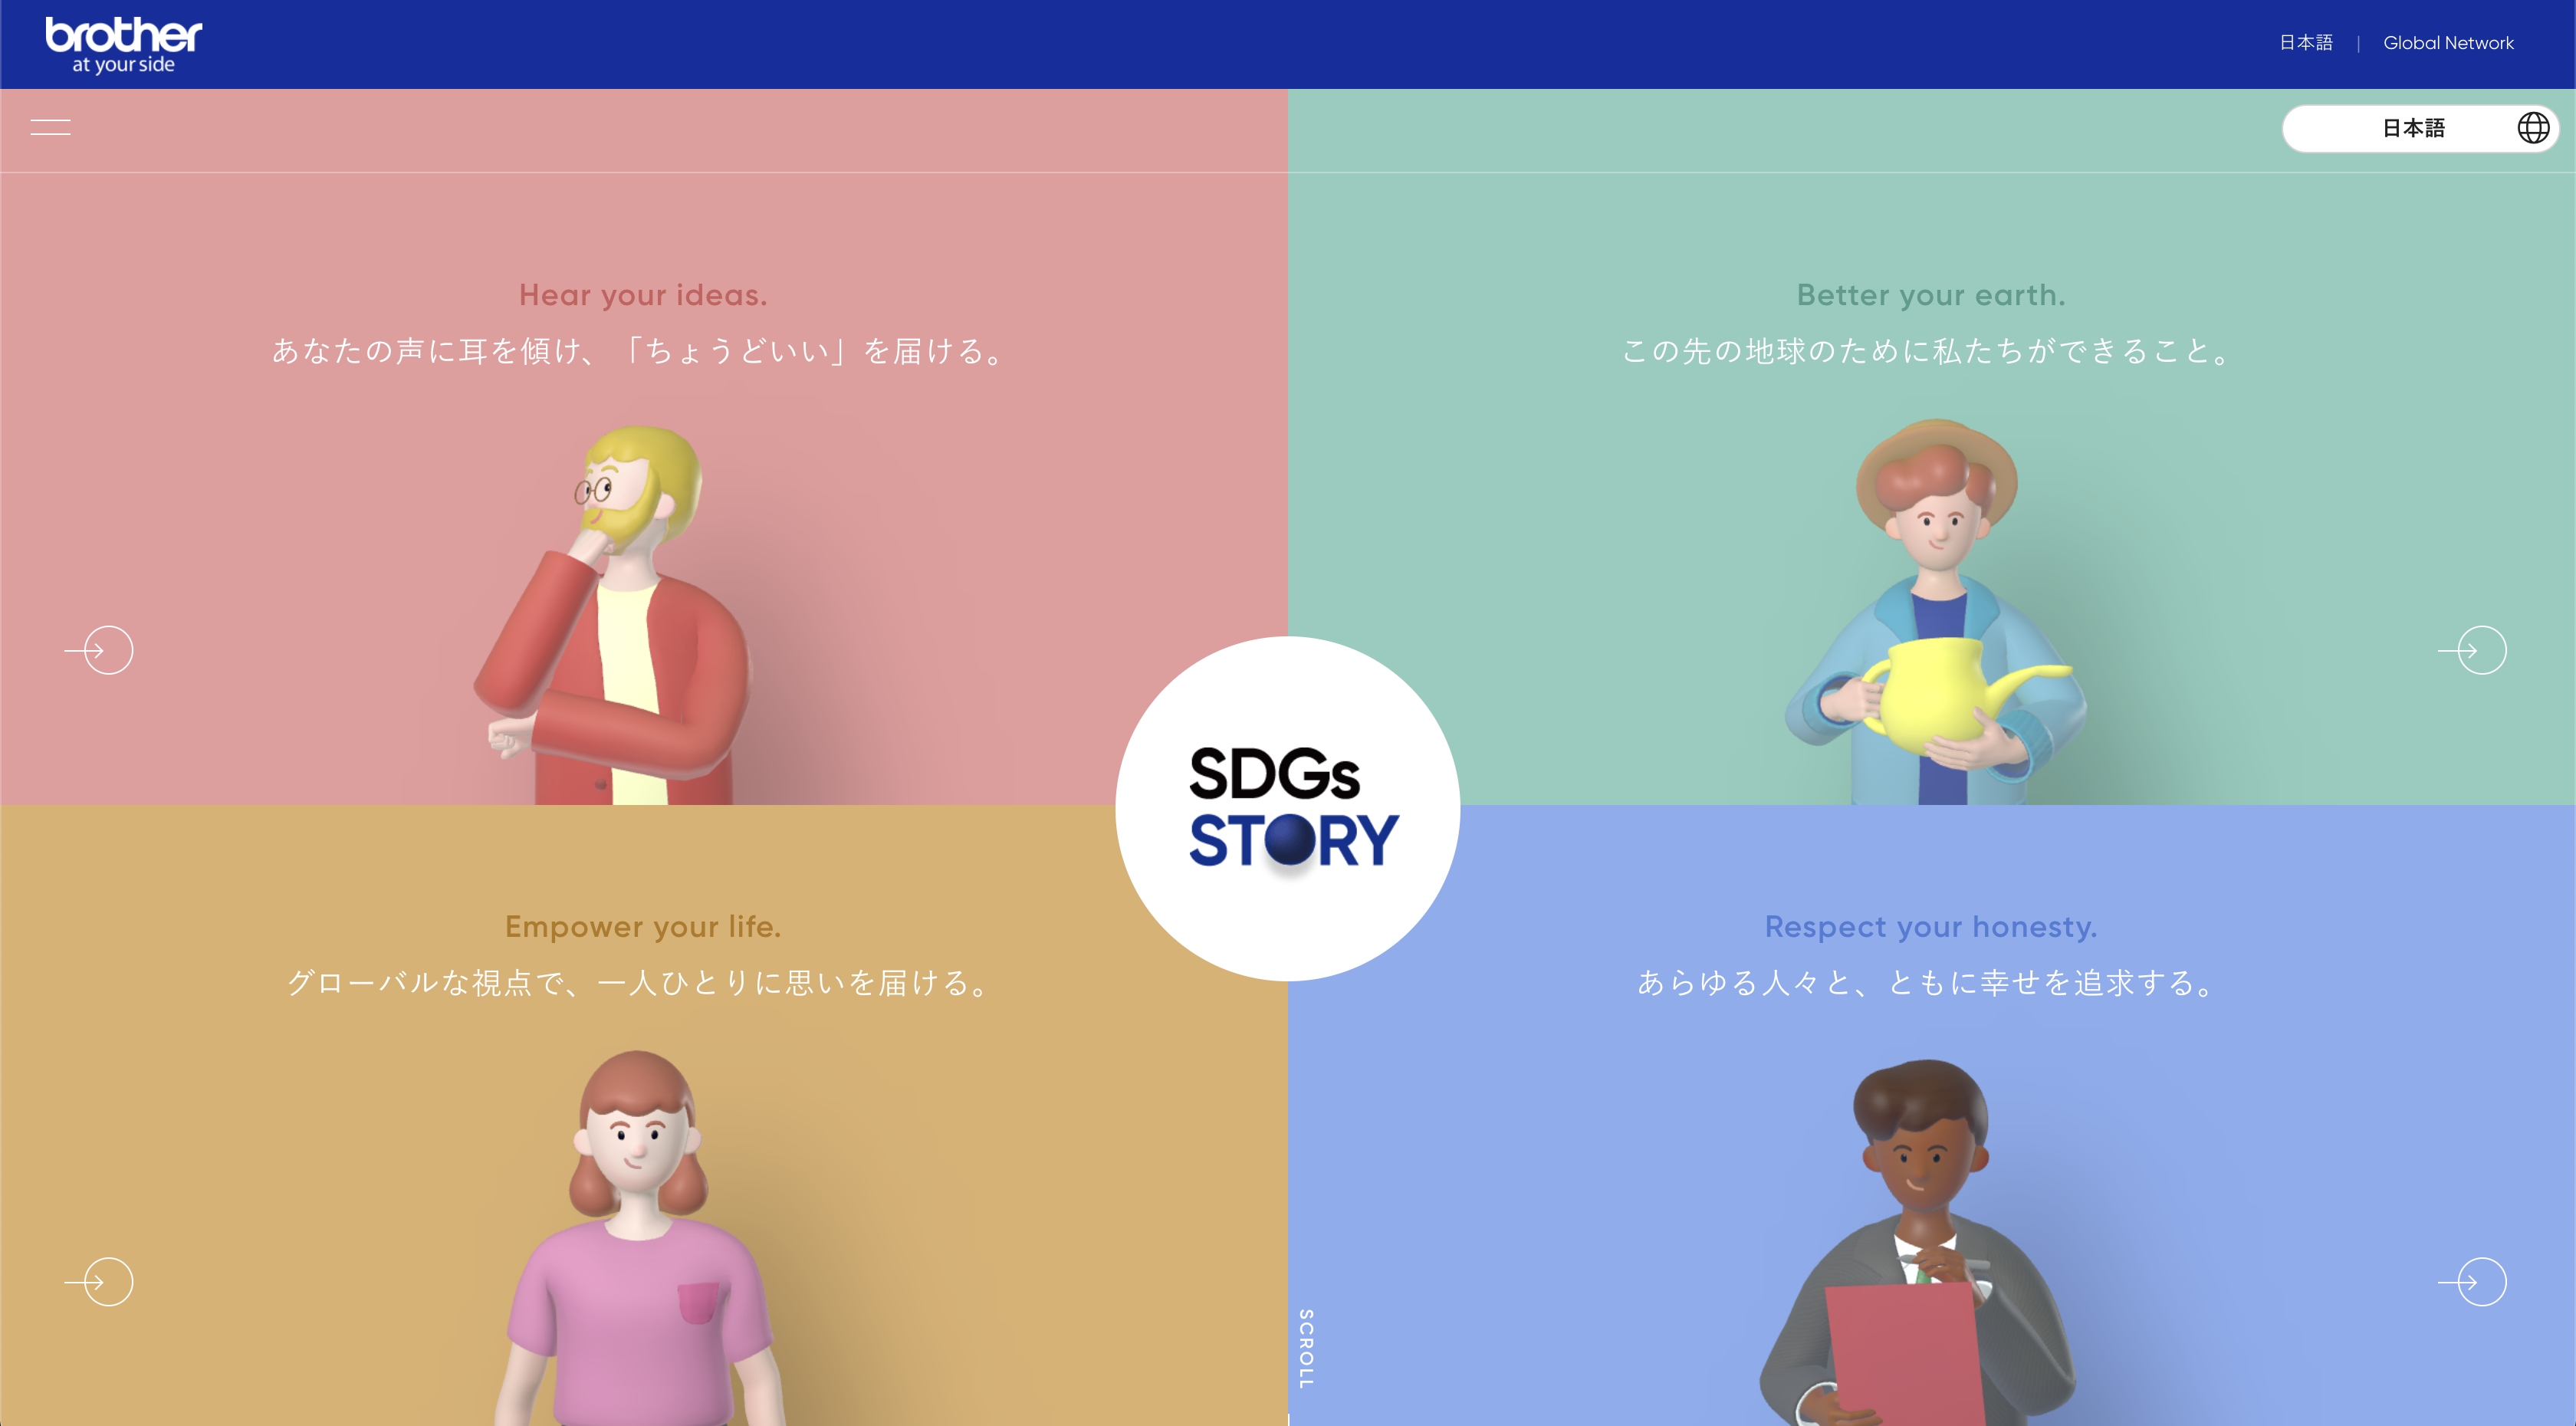 brother
at your side
日本語 | Global Network
日本語
Hear your ideas.
あなたの声に耳を傾け、「ちょうどいい」を届ける。
Better your earth.
この先の地球のために私たちができること。
SDGs
STORY
Empower your life.
グローバルな視点で、一人ひとりに思いを届ける。
Respect your honesty.
あらゆる人々と、ともに幸せを追求する。
SCROLL